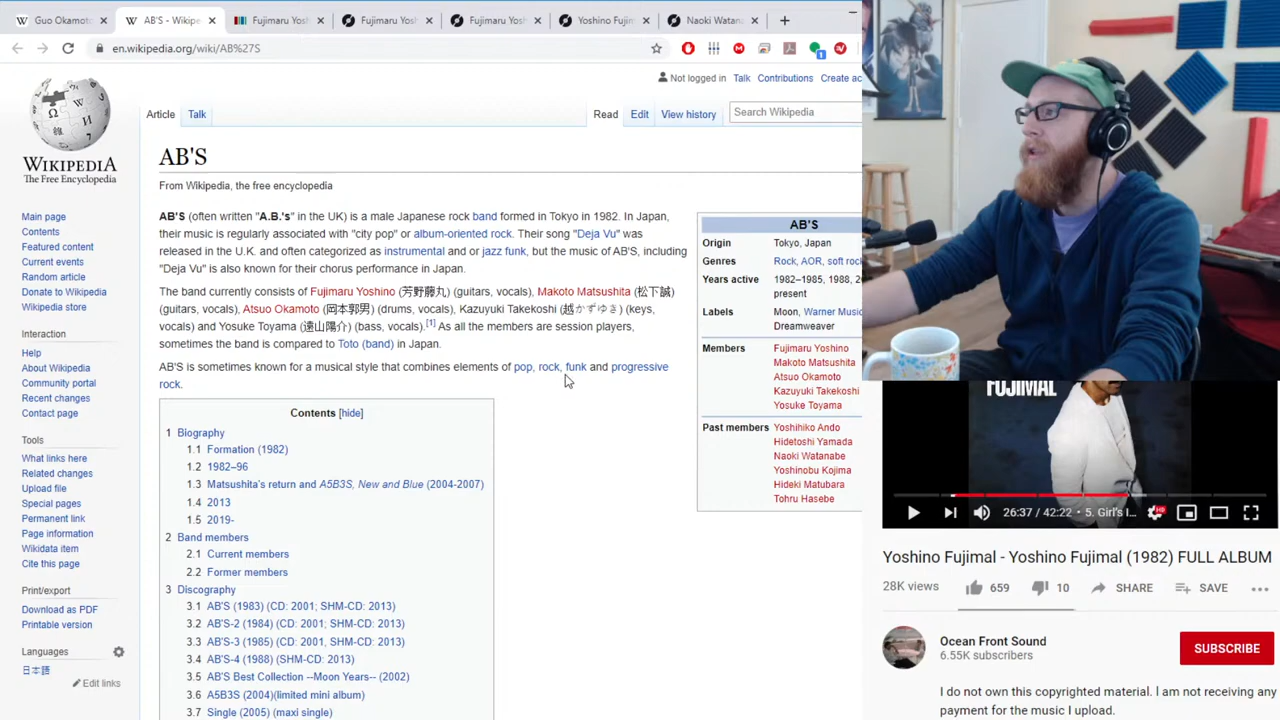 Guo Okamoto
AB'S - Wikipe
Fujimaru Yosh
Fujimaru Yosh
Fujimaru Yosh
Yoshino Fujim
Naoki Watana
en.wikipedia.org/wiki/AB%27S
Not logged in Talk Contributions Create ac
Article Talk
Read Edit View history
Search Wikipedia
WIKIPEDIA
The Free Encyclopedia
Main page
Contents
Featured content
Current events
Random article
Donate to Wikipedia
Wikipedia store
Interaction
Help
About Wikipedia
Community portal
Recent changes
Contact page
Tools
What links here
Related changes
Upload file
Special pages
Permanent link
Page information
Wikidata item
Cite this page
Print/export
Download as PDF
Printable version
Languages
日本語
Edit links
AB'S
From Wikipedia, the free encyclopedia
AB'S (often written "A.B.'s" in the UK) is a male Japanese rock band formed in Tokyo in 1982. In Japan,
their music is regularly associated with "city pop" or album-oriented rock. Their song "Deja Vu" was
released in the U.K. and often categorized as instrumental and or jazz funk, but the music of AB'S, including
"Deja Vu" is also known for their chorus performance in Japan.
The band currently consists of Fujimaru Yoshino (芳野藤丸) (guitars, vocals), Makoto Matsushita (松下誠)
(guitars, vocals), Atsuo Okamoto (岡本郭男) (drums, vocals), Kazuyuki Takekoshi (越かずゆき) (keys,
vocals) and Yosuke Toyama (遠山陽介) (bass, vocals).[1] As all the members are session players,
sometimes the band is compared to Toto (band) in Japan.
AB'S is sometimes known for a musical style that combines elements of pop, rock, funk and progressive
rock.
Contents [hide]
1 Biography
1.1 Formation (1982)
1.2 1982–96
1.3 Matsushita's return and A5B3S, New and Blue (2004-2007)
1.4 2013
1.5 2019-
2 Band members
2.1 Current members
2.2 Former members
3 Discography
3.1 AB'S (1983) (CD: 2001; SHM-CD: 2013)
3.2 AB'S-2 (1984) (CD: 2001; SHM-CD: 2013)
3.3 AB'S-3 (1985) (CD: 2001, SHM-CD: 2013)
3.4 AB'S-4 (1988) (SHM-CD: 2013)
3.5 AB'S Best Collection --Moon Years-- (2002)
3.6 A5B3S (2004)(limited mini album)
3.7 Single (2005) (maxi single)
AB'S
Origin Tokyo, Japan
Genres Rock, AOR, soft rock
Years active 1982–1985, 1988, 2
present
Labels Moon, Warner Music
Dreamweaver
Members Fujimaru Yoshino
Makoto Matsushita
Atsuo Okamoto
Kazuyuki Takekoshi
Yosuke Toyama
Past members Yoshihiko Ando
Hidetoshi Yamada
Naoki Watanabe
Yoshinobu Kojima
Hideki Matubara
Tohru Hasebe
FUJIMAL
26:37 / 42:22 • 5. Girl's I...
HD
Yoshino Fujimal - Yoshino Fujimal (1982) FULL ALBUM
28K views 659 10 SHARE SAVE
Ocean Front Sound
6.55K subscribers
SUBSCRIBE
I do not own this copyrighted material. I am not receiving any
payment for the music I upload.